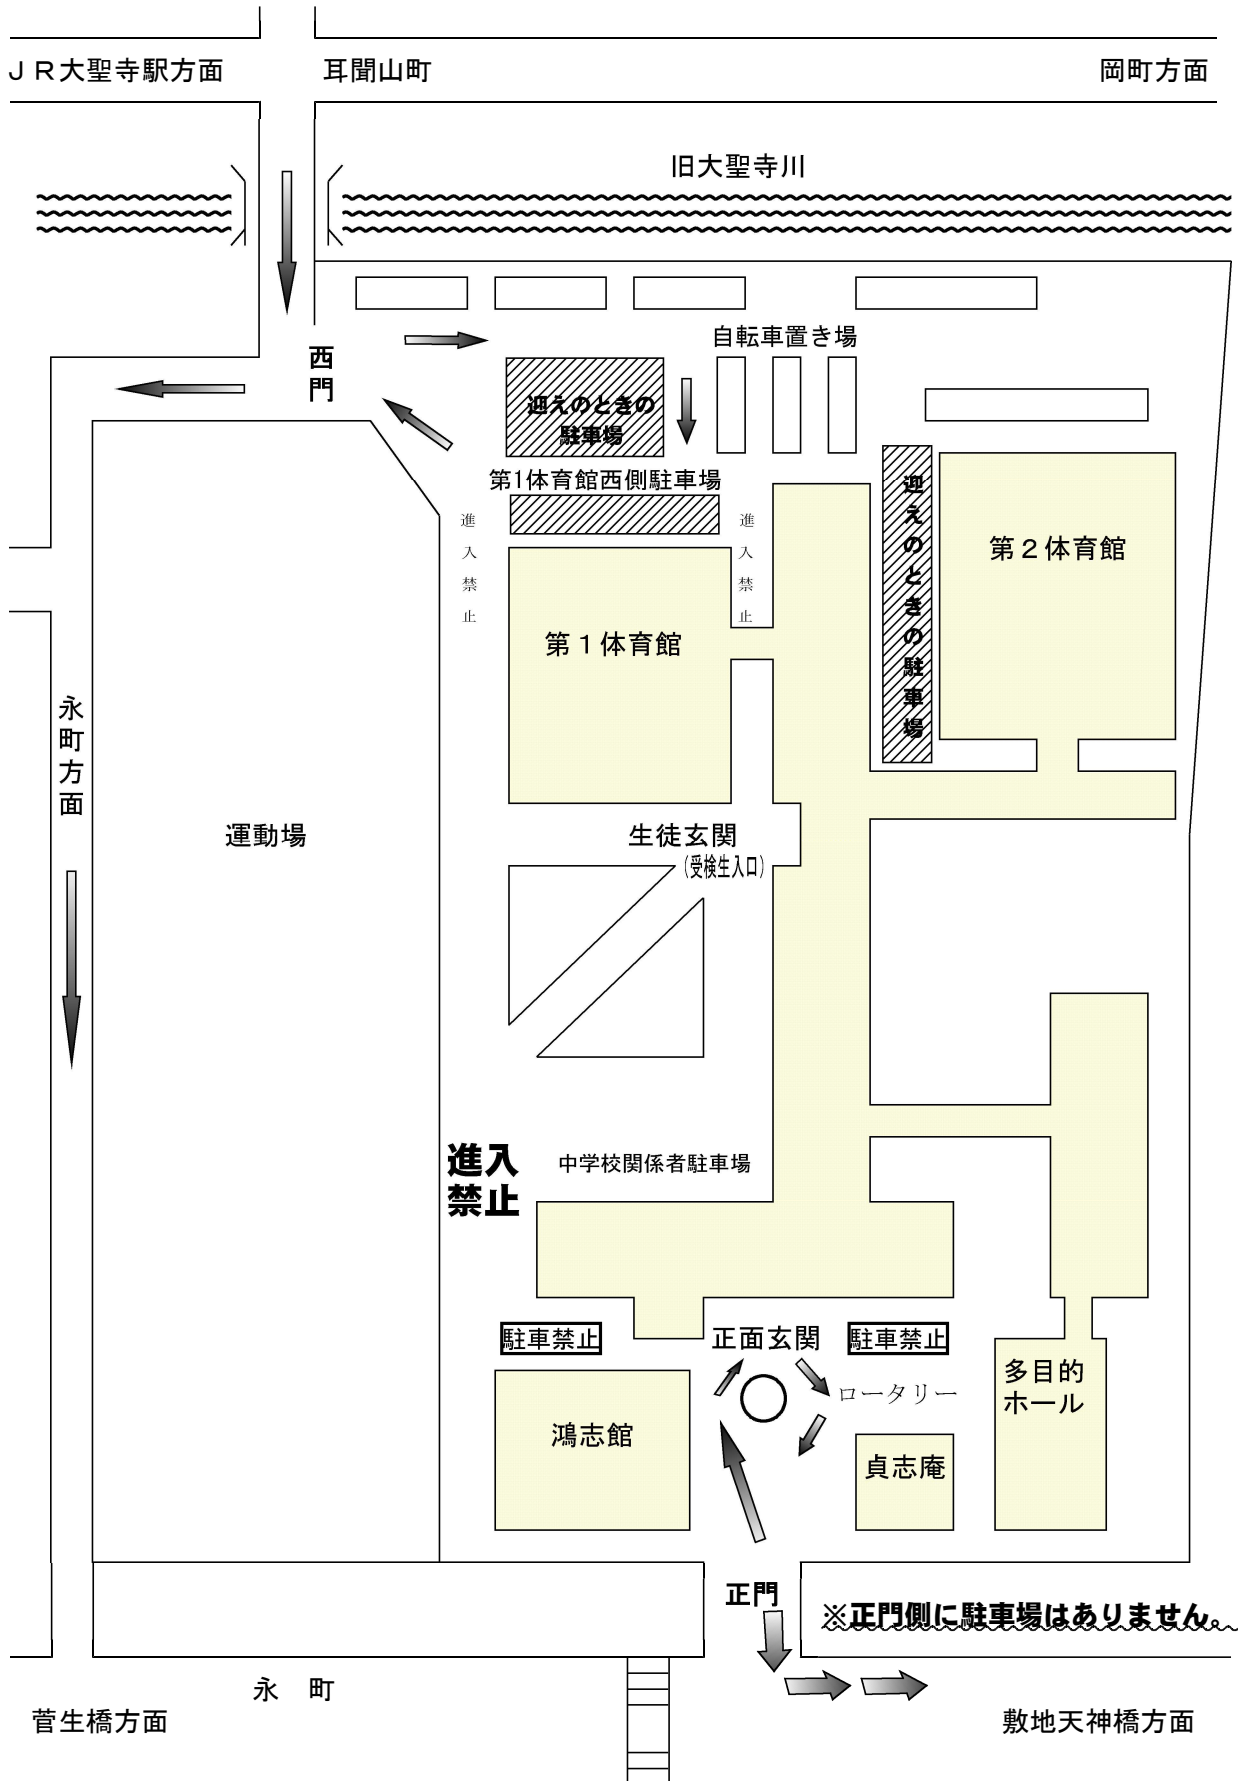 ＪＲ大聖寺駅方面
耳聞山町
岡町方面
旧大聖寺川
自転車置き場
西門
迎えのときの
駐車場
第1体育館西側駐車場
進入禁止
進入禁止
迎えのときの駐車場
第２体育館
第１体育館
永町方面
運動場
生徒玄関
(受検生入口)
進入
禁止
中学校関係者駐車場
駐車禁止
正面玄関
駐車禁止
ロータリー
多目的
ホール
鴻志館
貞志庵
正門
※正門側に駐車場はありません。
永　町
菅生橋方面
敷地天神橋方面